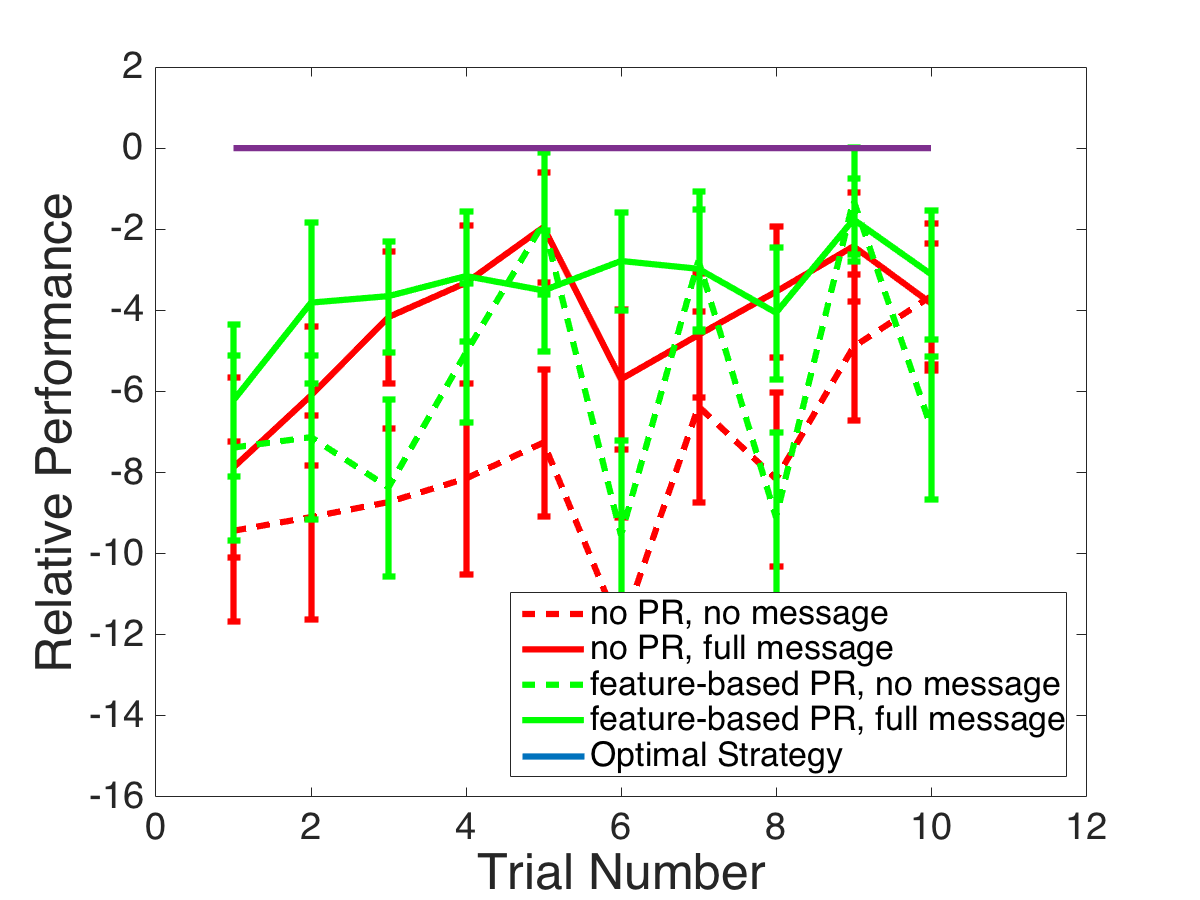 2
0
-2
-4
-6
-8
-10
-12
-14
-16
Relative Performance
no PR, no message
no PR, full message
feature-based PR, no message
feature-based PR, full message
Optimal Strategy
0 2 4 6 8 10 12
Trial Number